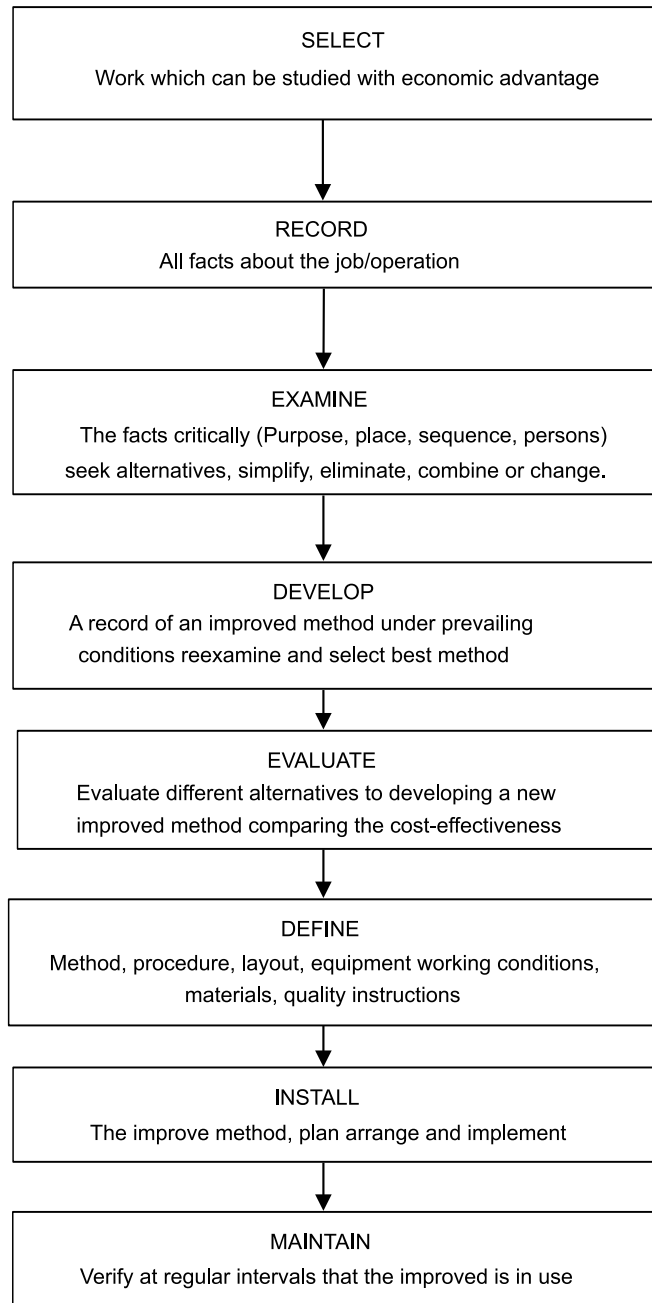 SELECT
Work which can be studied with economic advantage
RECORD
All facts about the job/operation
EXAMINE
The facts critically (Purpose, place, sequence, persons)
seek alternatives, simplify, eliminate, combine or change.
DEVELOP
A record of an improved method under prevailing
conditions reexamine and select best method
EVALUATE
Evaluate different alternatives to developing a new
improved method comparing the cost-effectiveness
DEFINE
Method, procedure, layout, equipment working conditions,
materials, quality instructions
INSTALL
The improve method, plan arrange and implement
MAINTAIN
Verify at regular intervals that the improved is in use